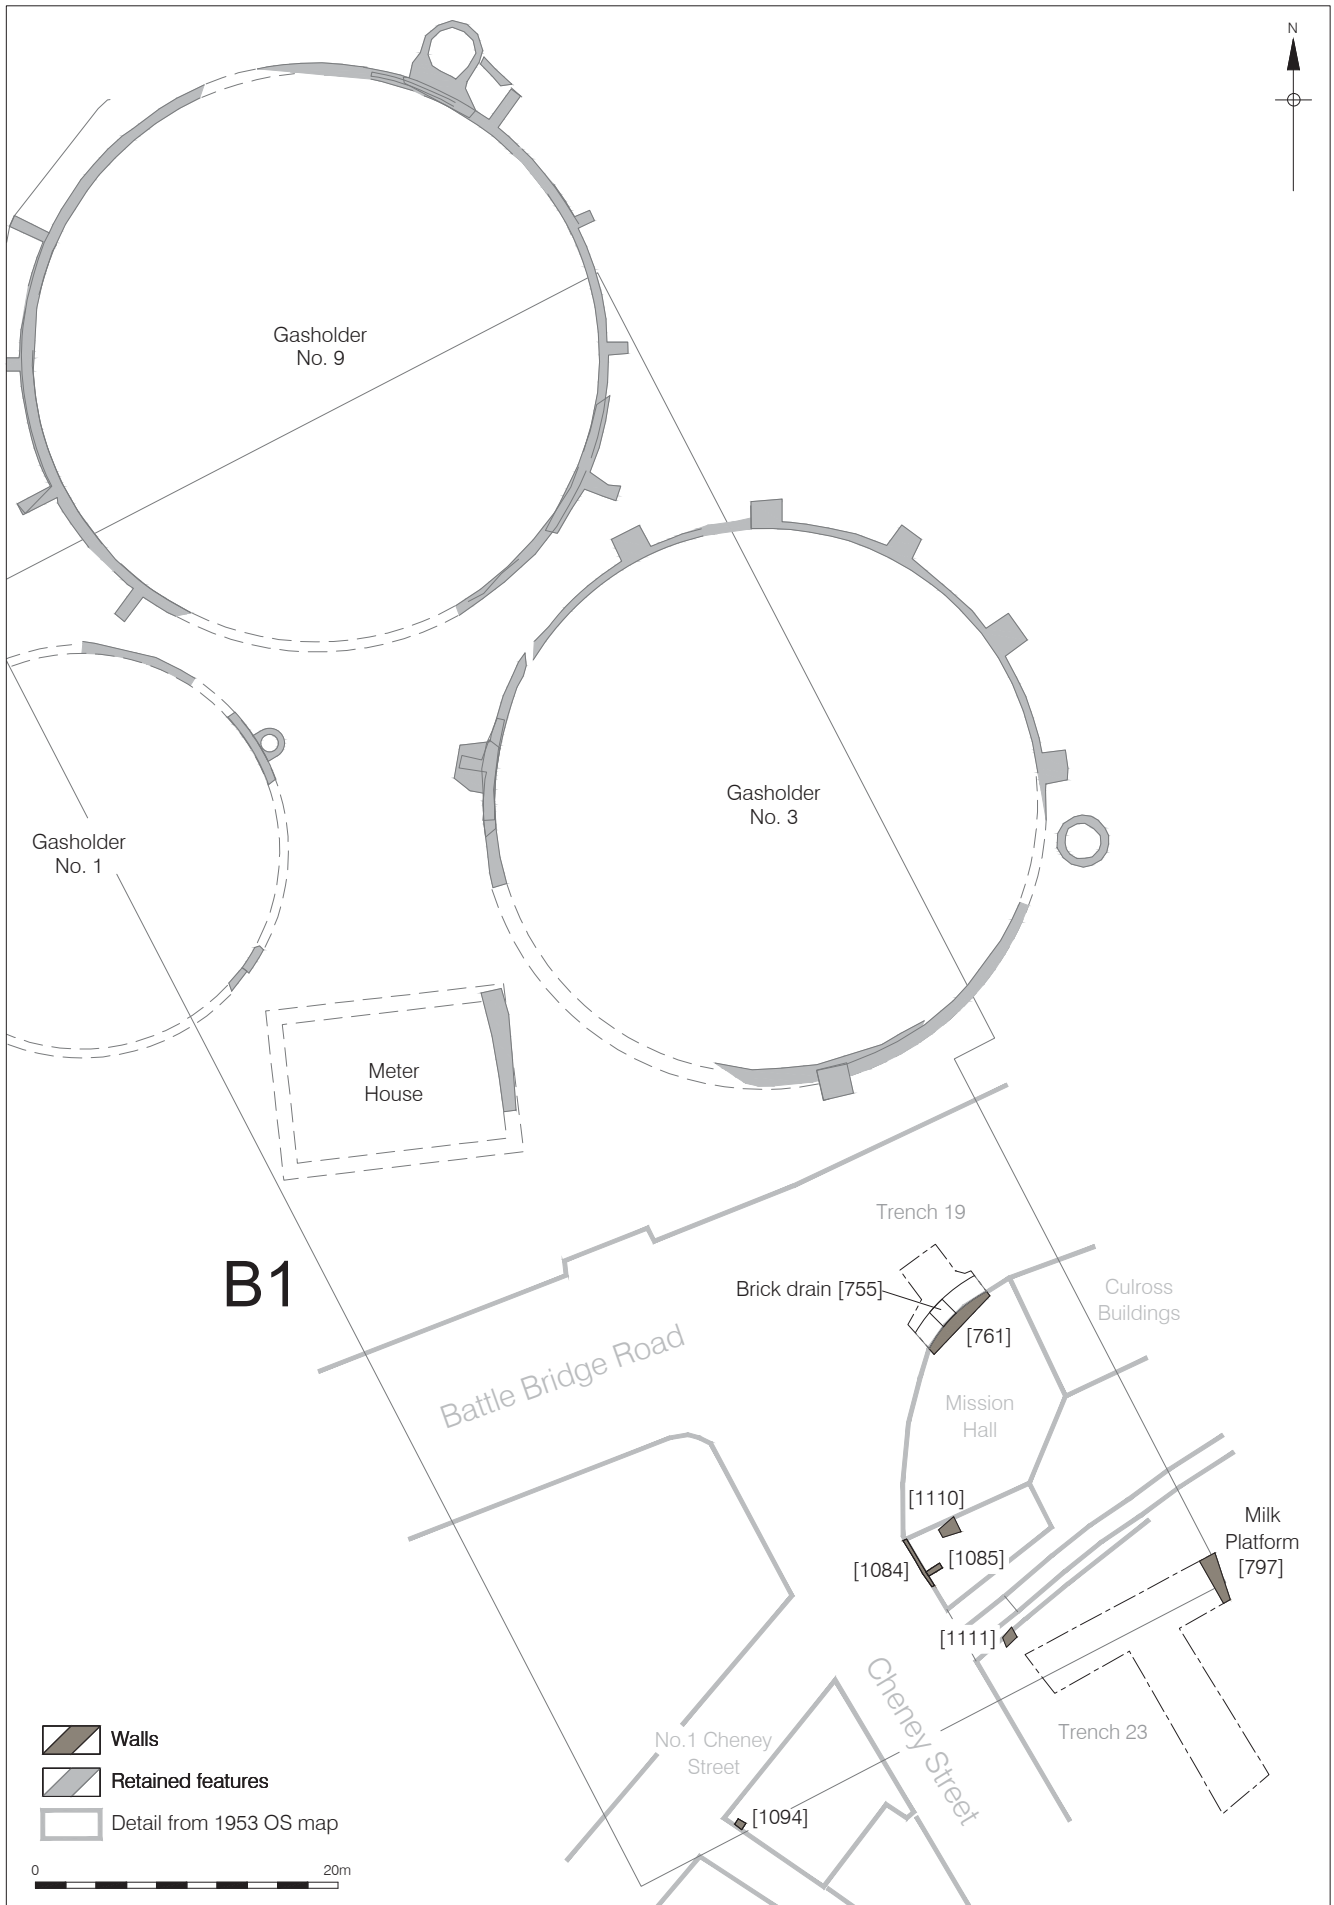 N
Gasholder
No. 9
Gasholder
No. 3
Gasholder
No. 1
Meter
House
Trench 19
B1
Brick drain [755]
Culross
Buildings
[761]
Battle Bridge Road
Mission
Hall
[1110]
Milk
Platform
[797]
[1084]
[1085]
[1111]
Cheney Street
Trench 23
No.1 Cheney
Street
[1094]
Walls
Retained features
Detail from 1953 OS map
0 20m